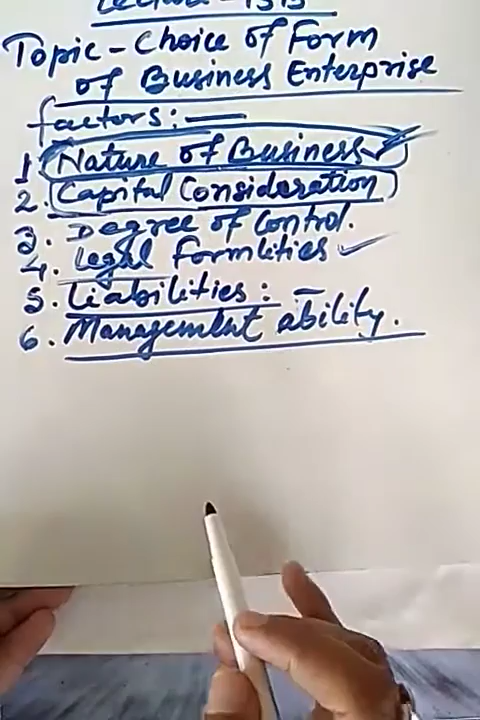 Topic - Choice of Form
of Business Enterprise
factors: —
1 Nature of Business
2. Capital Consideration
3. Degree of Control.
4. Legal Formlities
5. Liabilities: -
6. Management ability.